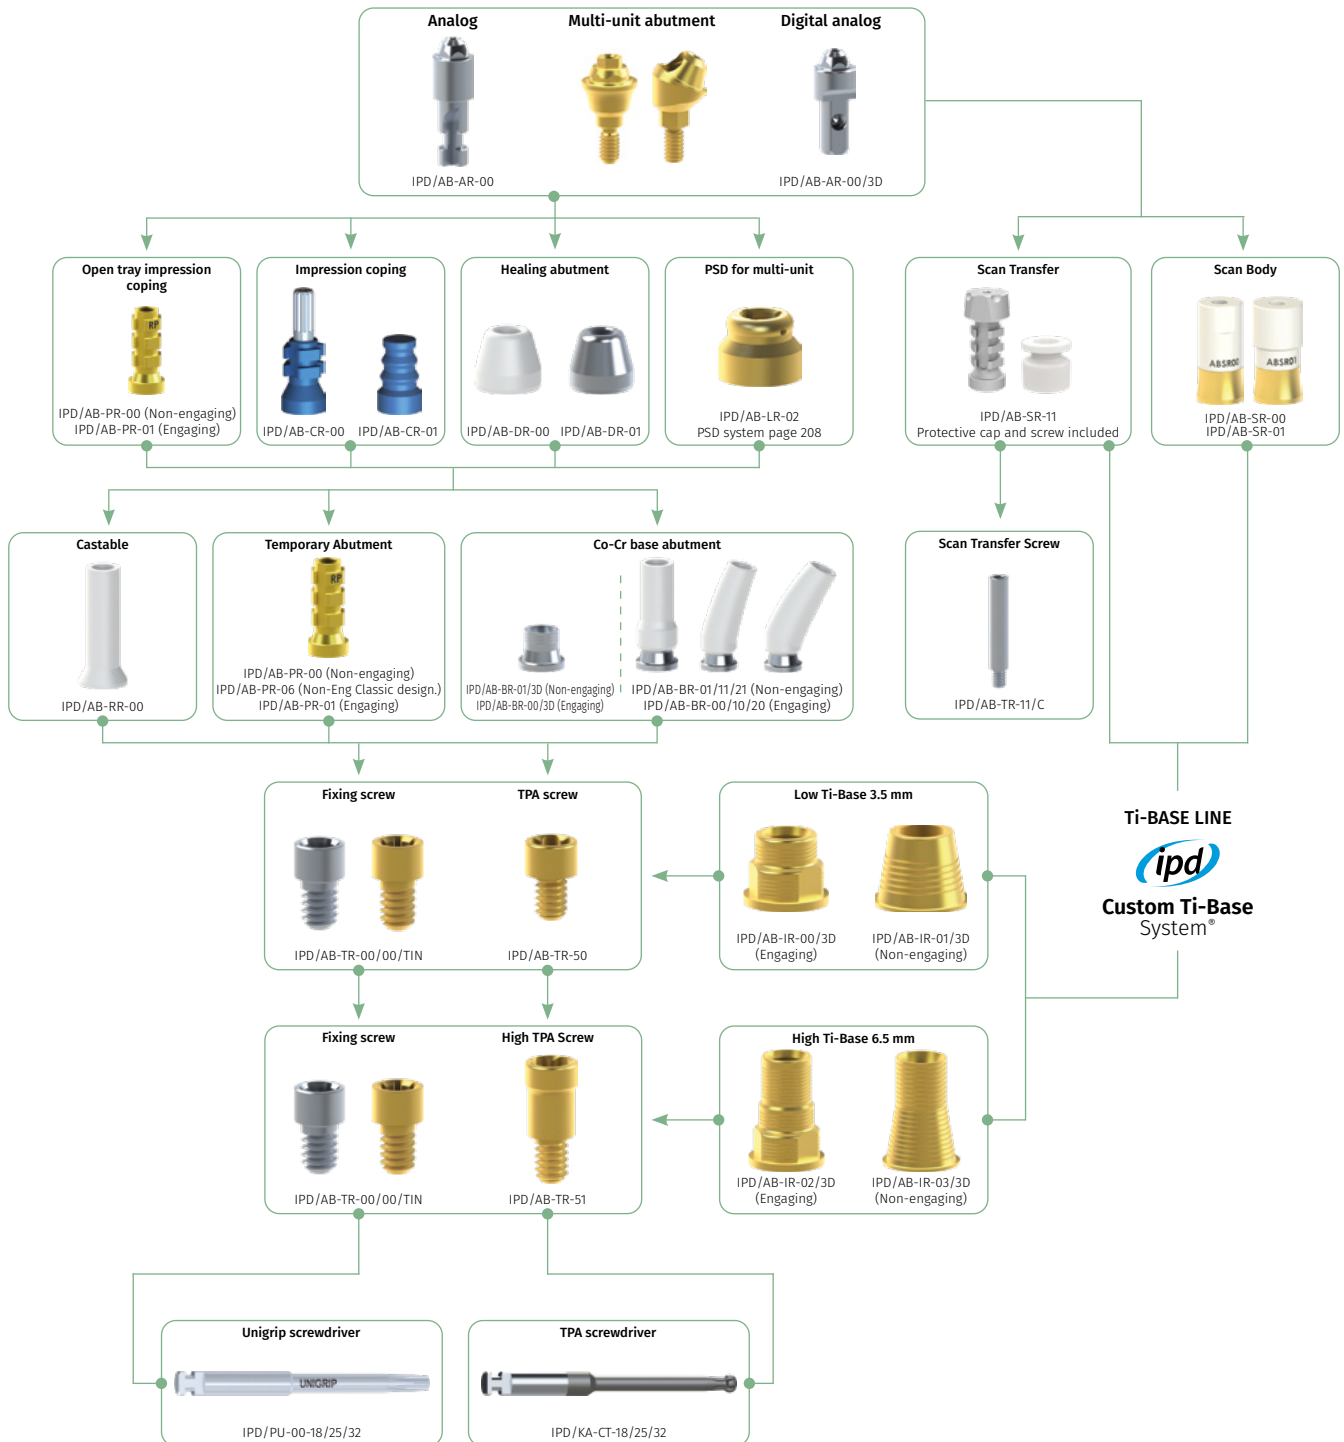 Analog
Multi-unit abutment
Digital analog
IPD/AB-AR-00
IPD/AB-AR-00/3D
Open tray impression
coping
RP
IPD/AB-PR-00 (Non-engaging)
IPD/AB-PR-01 (Engaging)
Impression coping
IPD/AB-CR-00
IPD/AB-CR-01
Healing abutment
IPD/AB-DR-00
IPD/AB-DR-01
PSD for multi-unit
IPD/AB-LR-02
PSD system page 208
Scan Transfer
IPD/AB-SR-11
Protective cap and screw included
Scan Body
ABSR00
ABSR01
IPD/AB-SR-00
IPD/AB-SR-01
Castable
IPD/AB-RR-00
Temporary Abutment
RP
IPD/AB-PR-00 (Non-engaging)
IPD/AB-PR-06 (Non-Eng Classic design.)
IPD/AB-PR-01 (Engaging)
Co-Cr base abutment
IPD/AB-BR-01/3D (Non-engaging)
IPD/AB-BR-00/3D (Engaging)
IPD/AB-BR-01/11/21 (Non-engaging)
IPD/AB-BR-00/10/20 (Engaging)
Scan Transfer Screw
IPD/AB-TR-11/C
Fixing screw
TPA screw
IPD/AB-TR-00/00/TIN
IPD/AB-TR-50
Low Ti-Base 3.5 mm
IPD/AB-IR-00/3D
(Engaging)
IPD/AB-IR-01/3D
(Non-engaging)
Ti-BASE LINE
ipd
Custom Ti-Base
System®
Fixing screw
High TPA Screw
IPD/AB-TR-00/00/TIN
IPD/AB-TR-51
High Ti-Base 6.5 mm
IPD/AB-IR-02/3D
(Engaging)
IPD/AB-IR-03/3D
(Non-engaging)
Unigrip screwdriver
UNIGRIP
IPD/PU-00-18/25/32
TPA screwdriver
IPD/KA-CT-18/25/32